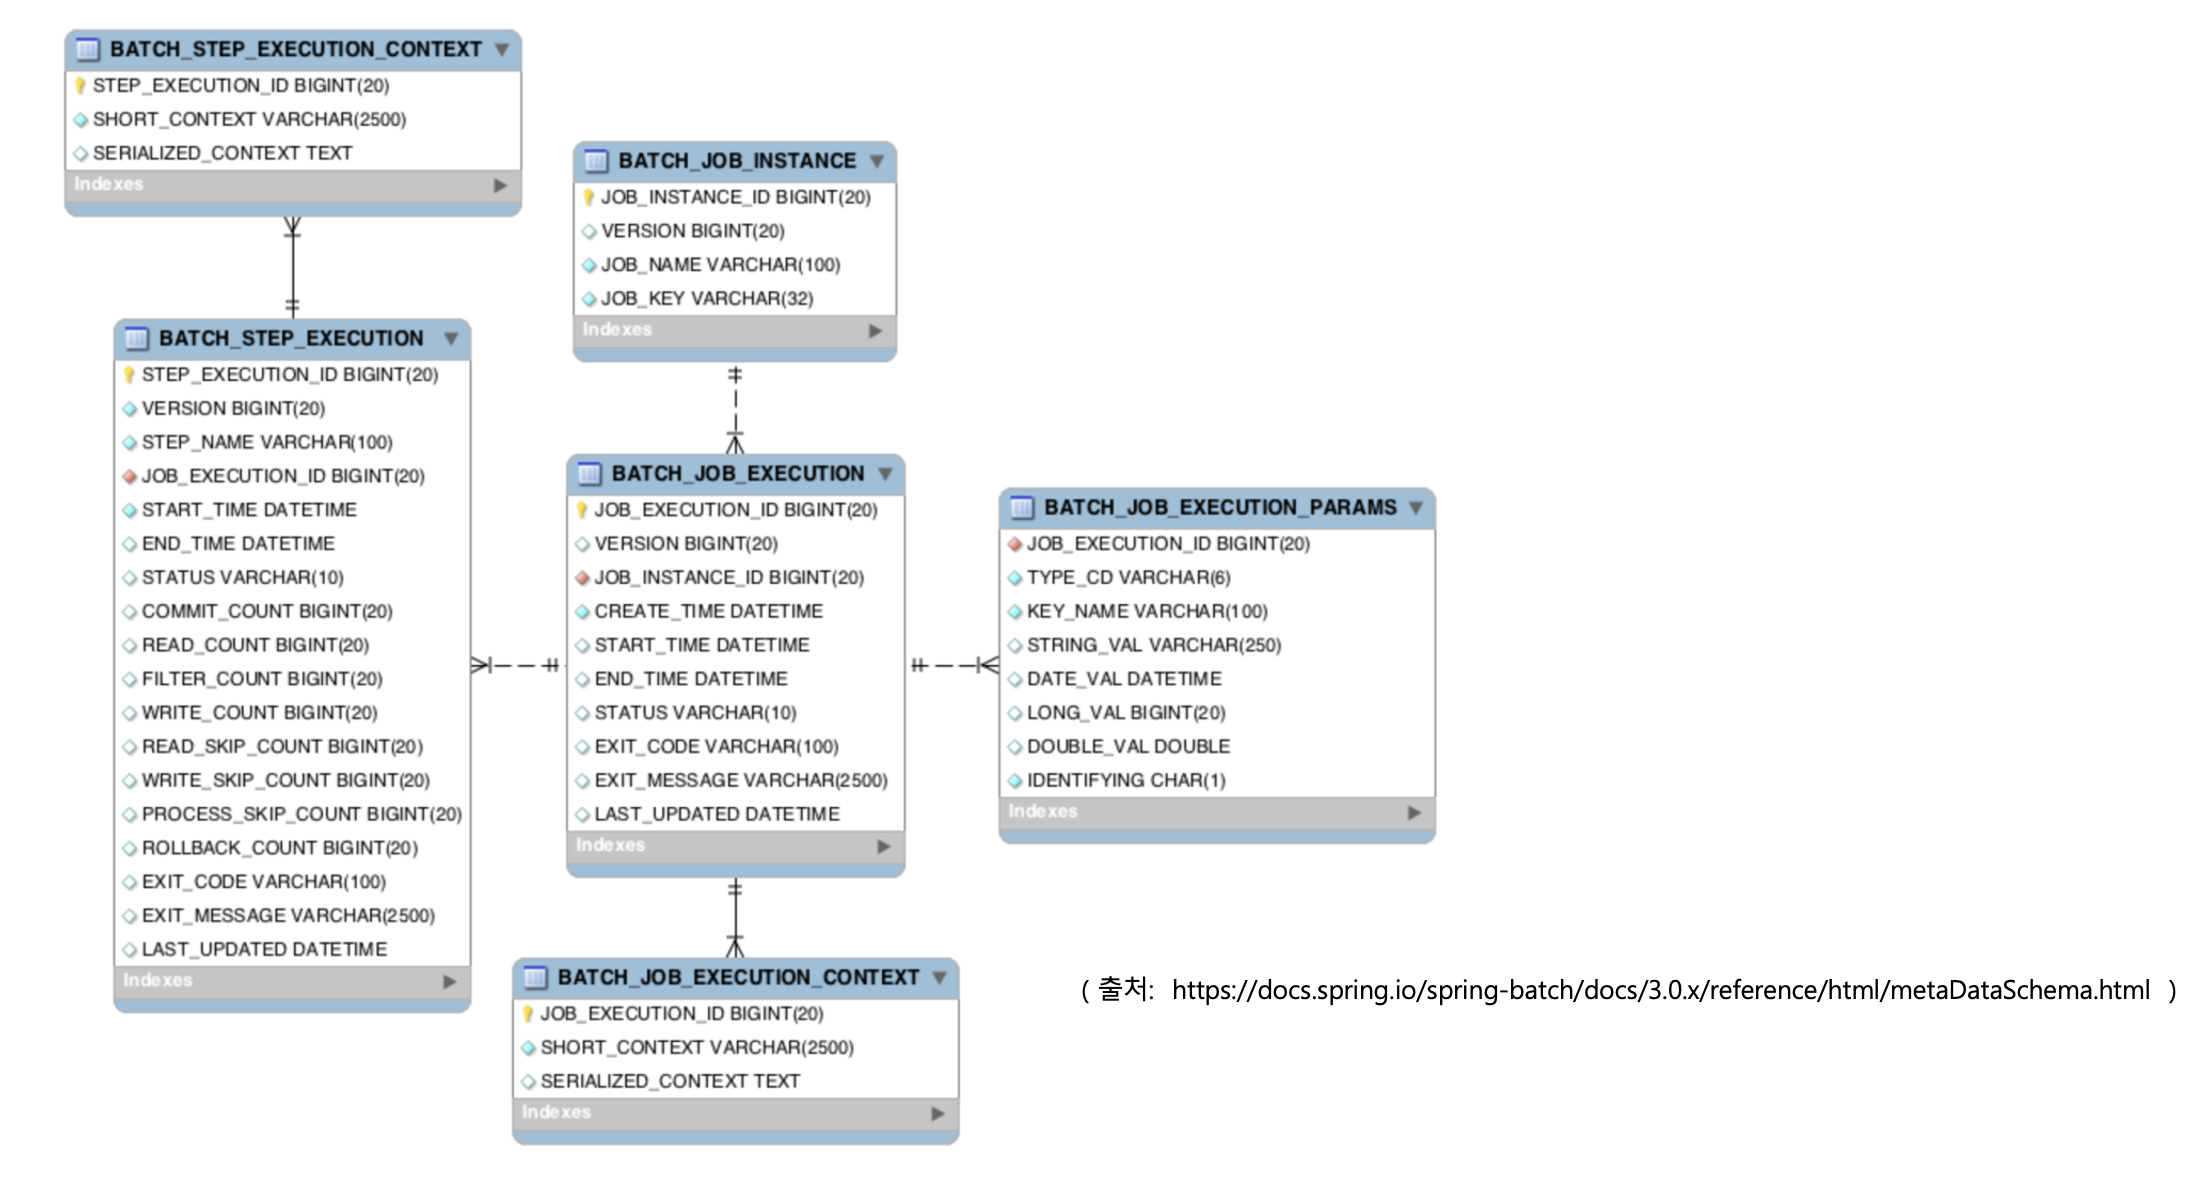 BATCH_STEP_EXECUTION_CONTEXT
STEP_EXECUTION_ID BIGINT(20)
SHORT_CONTEXT VARCHAR(2500)
SERIALIZED_CONTEXT TEXT
Indexes
BATCH_STEP_EXECUTION
STEP_EXECUTION_ID BIGINT(20)
VERSION BIGINT(20)
STEP_NAME VARCHAR(100)
JOB_EXECUTION_ID BIGINT(20)
START_TIME DATETIME
END_TIME DATETIME
STATUS VARCHAR(10)
COMMIT_COUNT BIGINT(20)
READ_COUNT BIGINT(20)
FILTER_COUNT BIGINT(20)
WRITE_COUNT BIGINT(20)
READ_SKIP_COUNT BIGINT(20)
WRITE_SKIP_COUNT BIGINT(20)
PROCESS_SKIP_COUNT BIGINT(20)
ROLLBACK_COUNT BIGINT(20)
EXIT_CODE VARCHAR(100)
EXIT_MESSAGE VARCHAR(2500)
LAST_UPDATED DATETIME
Indexes
BATCH_JOB_INSTANCE
JOB_INSTANCE_ID BIGINT(20)
VERSION BIGINT(20)
JOB_NAME VARCHAR(100)
JOB_KEY VARCHAR(32)
Indexes
BATCH_JOB_EXECUTION
JOB_EXECUTION_ID BIGINT(20)
VERSION BIGINT(20)
JOB_INSTANCE_ID BIGINT(20)
CREATE_TIME DATETIME
START_TIME DATETIME
END_TIME DATETIME
STATUS VARCHAR(10)
EXIT_CODE VARCHAR(100)
EXIT_MESSAGE VARCHAR(2500)
LAST_UPDATED DATETIME
Indexes
BATCH_JOB_EXECUTION_PARAMS
JOB_EXECUTION_ID BIGINT(20)
TYPE_CD VARCHAR(6)
KEY_NAME VARCHAR(100)
STRING_VAL VARCHAR(250)
DATE_VAL DATETIME
LONG_VAL BIGINT(20)
DOUBLE_VAL DOUBLE
IDENTIFYING CHAR(1)
Indexes
BATCH_JOB_EXECUTION_CONTEXT
JOB_EXECUTION_ID BIGINT(20)
SHORT_CONTEXT VARCHAR(2500)
SERIALIZED_CONTEXT TEXT
Indexes
( 출처: https://docs.spring.io/spring-batch/docs/3.0.x/reference/html/metaDataSchema.html )